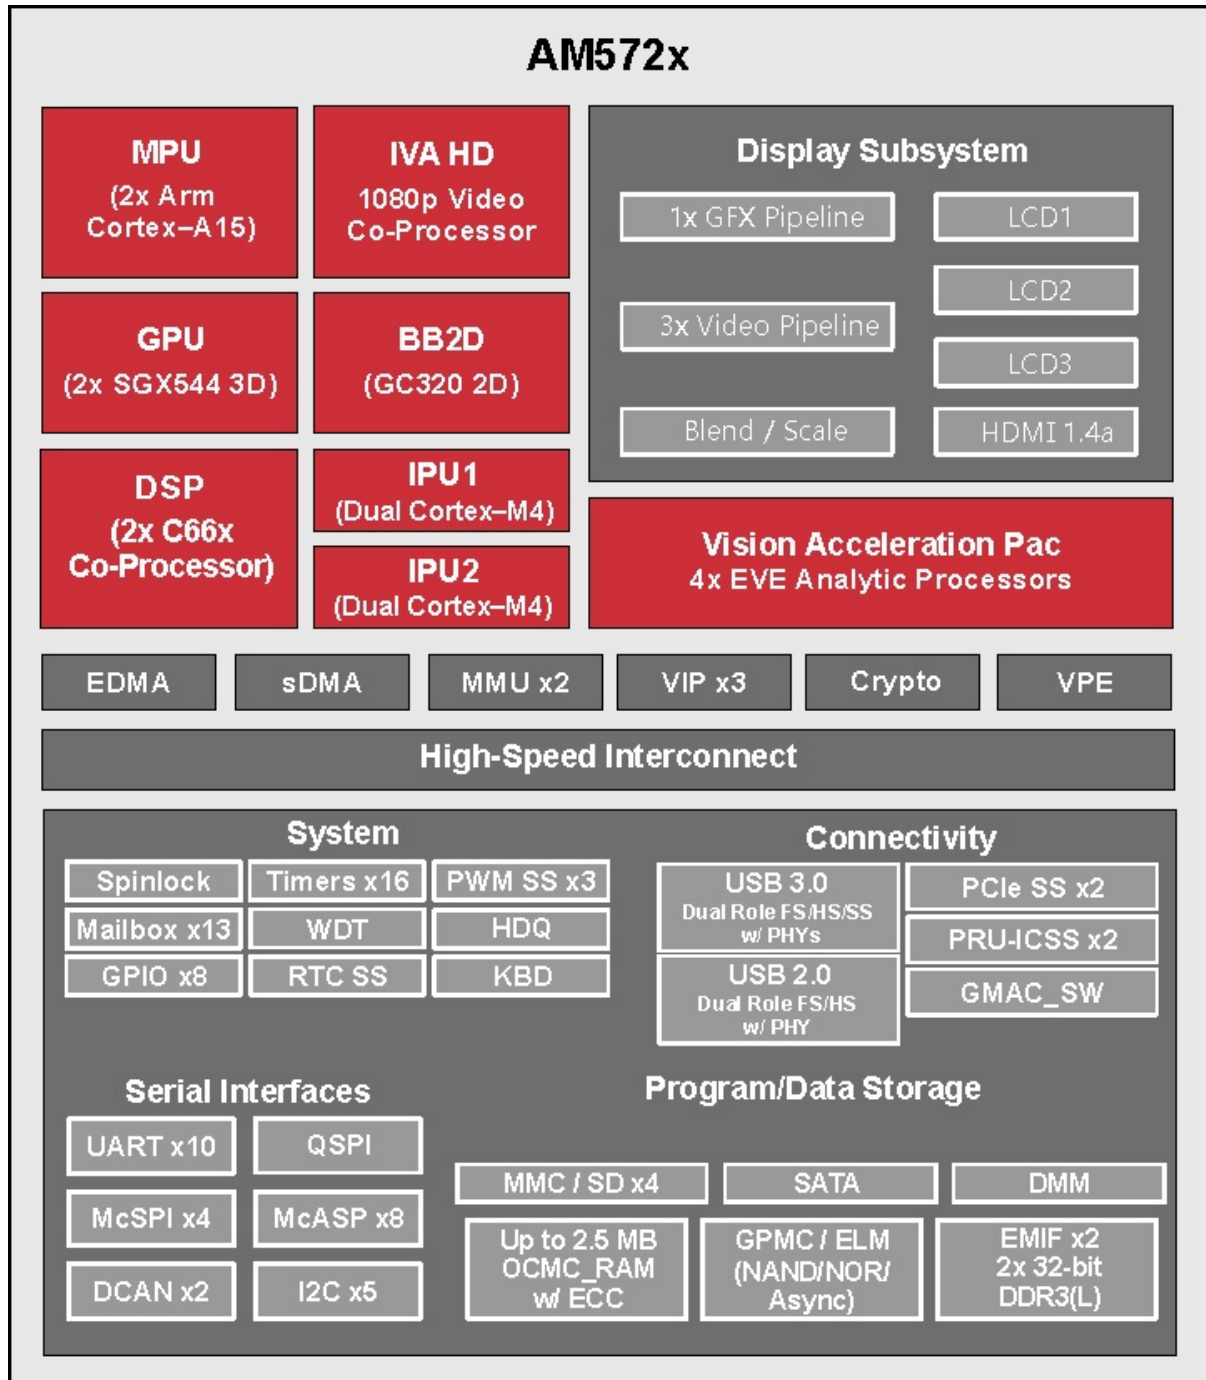 AM572x
MPU
(2x Arm
Cortex–A15)
IVA HD
1080p Video
Co-Processor
Display Subsystem
1x GFX Pipeline
LCD1
LCD2
3x Video Pipeline
LCD3
Blend / Scale
HDMI 1.4a
GPU
(2x SGX544 3D)
BB2D
(GC320 2D)
DSP
(2x C66x
Co-Processor)
IPU1
(Dual Cortex–M4)
IPU2
(Dual Cortex–M4)
Vision Acceleration Pac
4x EVE Analytic Processors
EDMA
sDMA
MMU x2
VIP x3
Crypto
VPE
High-Speed Interconnect
System
Spinlock
Timers x16
PWM SS x3
Mailbox x13
WDT
HDQ
GPIO x8
RTC SS
KBD
Connectivity
USB 3.0
Dual Role FS/HS/SS
w/ PHYs
USB 2.0
Dual Role FS/HS
w/ PHY
PCIe SS x2
PRU-ICSS x2
GMAC_SW
Serial Interfaces
UART x10
QSPI
McSPI x4
McASP x8
DCAN x2
I2C x5
Program/Data Storage
MMC / SD x4
SATA
DMM
Up to 2.5 MB
OCMC_RAM
w/ ECC
GPMC / ELM
(NAND/NOR/
Async)
EMIF x2
2x 32-bit
DDR3(L)